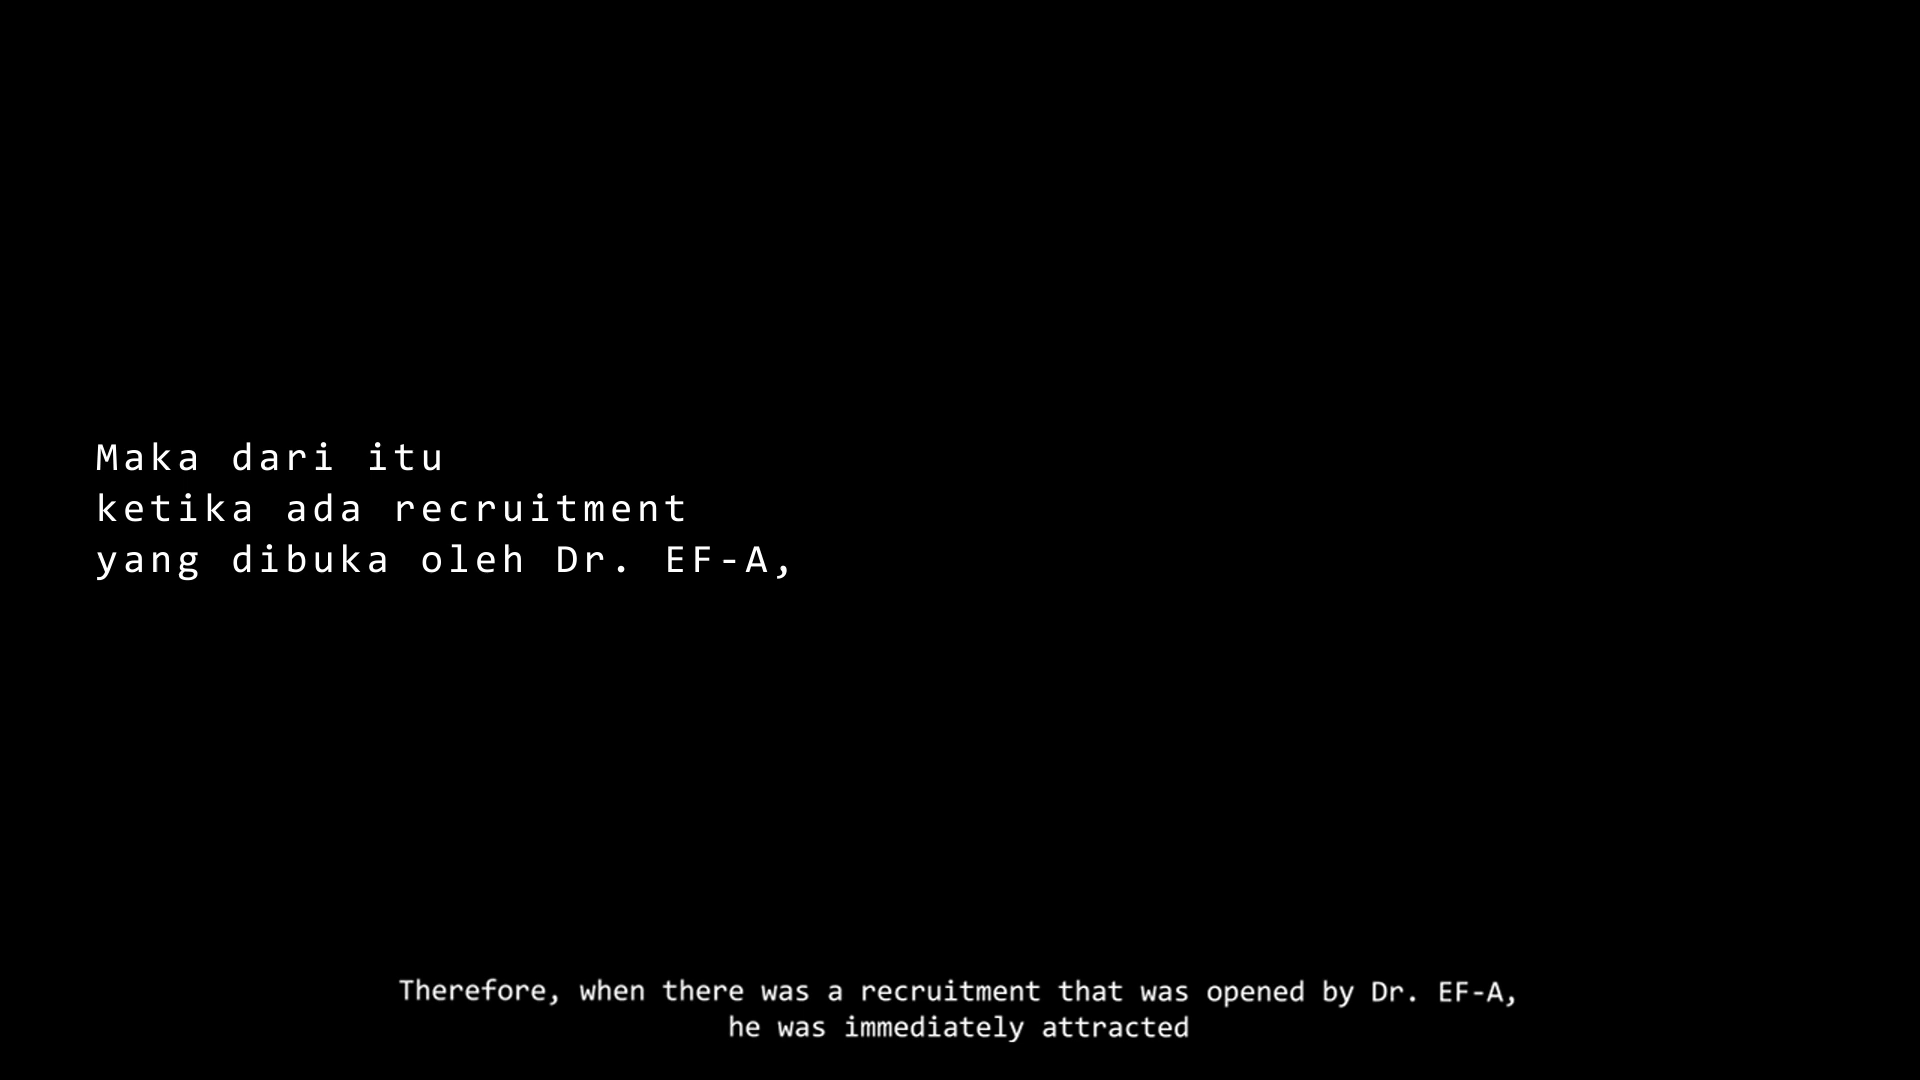 Maka dari itu
ketika ada recruitment
yang dibuka oleh Dr. EF-A,
Therefore, when there was a recruitment that was opened by Dr. EF-A,
he was immediately attracted